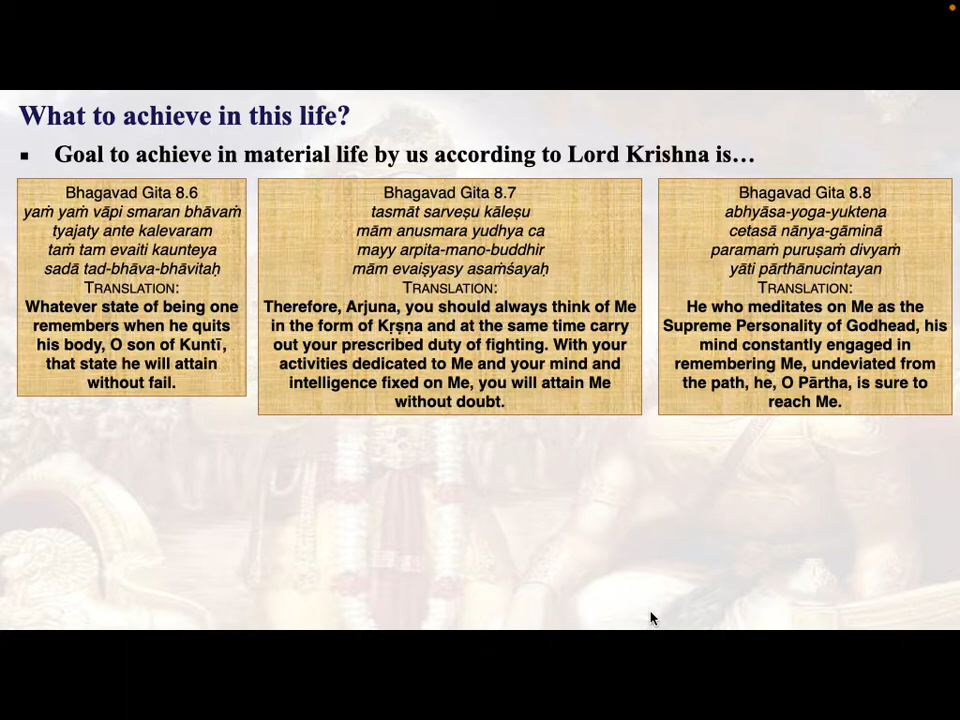 What to achieve in this life?
▪ Goal to achieve in material life by us according to Lord Krishna is…
Bhagavad Gita 8.6
yaṁ yaṁ vāpi smaran bhāvaṁ
tyajaty ante kalevaram
taṁ tam evaiti kaunteya
sadā tad-bhāva-bhāvitaḥ
TRANSLATION:
Whatever state of being one
remembers when he quits
his body, O son of Kuntī,
that state he will attain
without fail.
Bhagavad Gita 8.7
tasmāt sarveṣu kāleṣu
mām anusmara yudhya ca
mayy arpita-mano-buddhir
mām evaiṣyasy asaṁśayaḥ
TRANSLATION:
Therefore, Arjuna, you should always think of Me
in the form of Kṛṣṇa and at the same time carry
out your prescribed duty of fighting. With your
activities dedicated to Me and your mind and
intelligence fixed on Me, you will attain Me
without doubt.
Bhagavad Gita 8.8
abhyāsa-yoga-yuktena
cetasā nānya-gāminā
paramaṁ puruṣaṁ divyaṁ
yāti pārthānucintayan
TRANSLATION:
He who meditates on Me as the
Supreme Personality of Godhead, his
mind constantly engaged in
remembering Me, undeviated from
the path, he, O Pārtha, is sure to
reach Me.